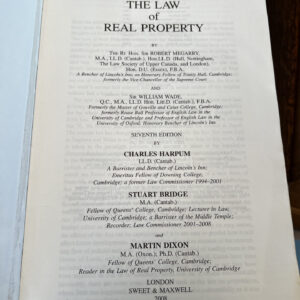 THE LAW
of
REAL PROPERTY
BY
THE RT. HON. SIR ROBERT MEGARRY,
M.A., LL.D. (Cantab.), Hon.LL.D. (Hull, Nottingham,
The Law Society of Upper Canada, and London),
Hon. D.U. (Essex), F.B.A.
A Bencher of Lincoln's Inn; an Honorary Fellow of Trinity Hall, Cambridge;
formerly the Vice-Chancellor of the Supreme Court
AND
SIR WILLIAM WADE,
Q.C., M.A., LL.D. Hon. Litt.D. (Cantab.), F.B.A.
Formerly the Master of Gonville and Caius College, Cambridge;
formerly Rouse Ball Professor of English Law in the
University of Cambridge and Professor of English Law in the
University of Oxford; Honorary Bencher of Lincoln's Inn
SEVENTH EDITION
BY
CHARLES HARPUM
LL.D. (Cantab.)
A Barrister and Bencher of Lincoln's Inn;
Emeritus Fellow of Downing College,
Cambridge; a former Law Commissioner 1994–2001
STUART BRIDGE
M.A. (Cantab.)
Fellow of Queens' College, Cambridge; Lecturer in Law,
University of Cambridge; a Barrister of the Middle Temple;
Recorder; Law Commissioner 2001–2008
and
MARTIN DIXON
M.A. (Oxon); Ph.D. (Cantab.)
Fellow of Queens' College, Cambridge;
Reader in the Law of Real Property, University of Cambridge
LONDON
SWEET & MAXWELL
2008